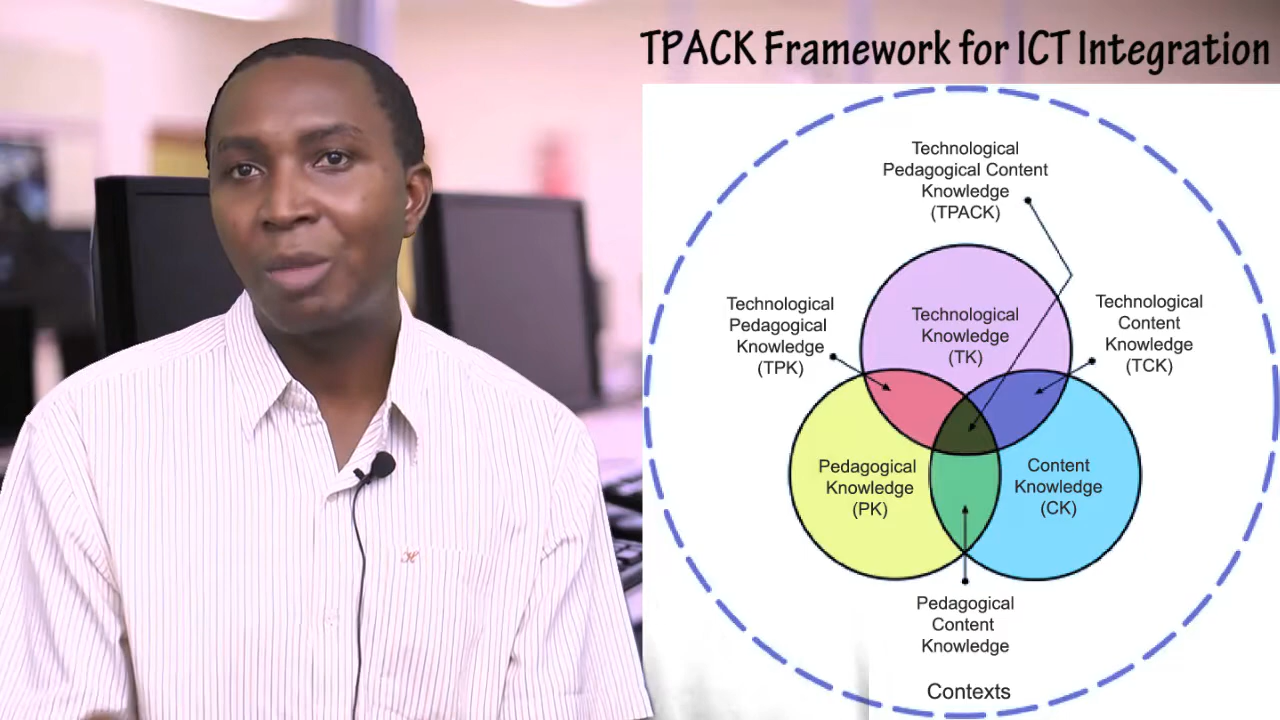 TPACK Framework for ICT Integration
Technological
Pedagogical Content
Knowledge
(TPACK)
Technological
Pedagogical
Knowledge
(TPK)
Technological
Knowledge
(TK)
Technological
Content
Knowledge
(TCK)
Pedagogical
Knowledge
(PK)
Content
Knowledge
(CK)
Pedagogical
Content
Knowledge
Contexts